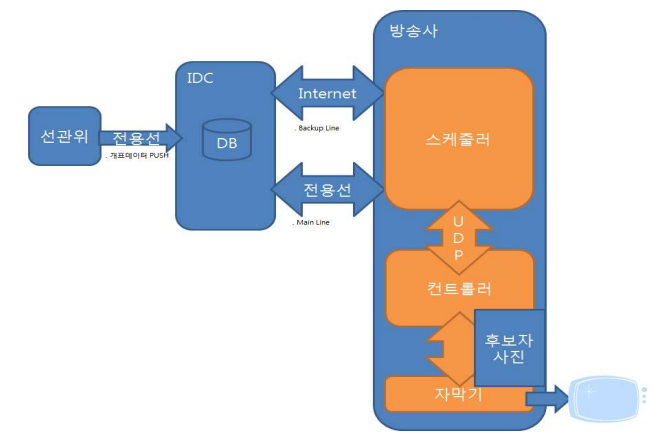 방송사
IDC
Internet
스케줄러
선관위
전용선
DB
. Backup Line
. 개표데이터 PUSH
전용선
. Main Line
U
D
P
컨트롤러
후보자
사진
자막기